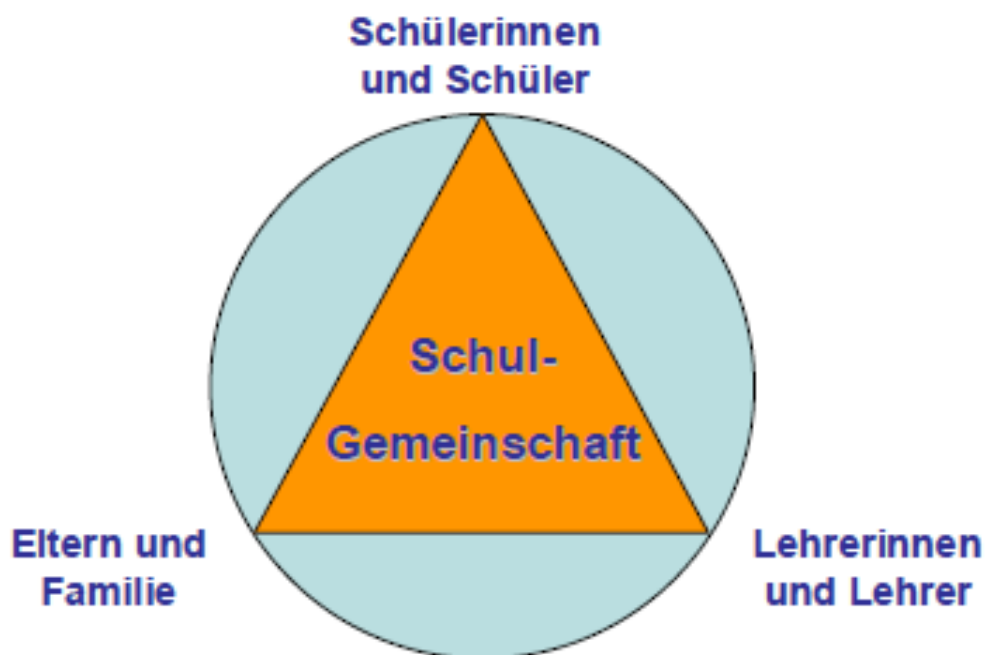 Schülerinnen
und Schüler
Schul-
Gemeinschaft
Eltern und
Familie
Lehrerinnen
und Lehrer